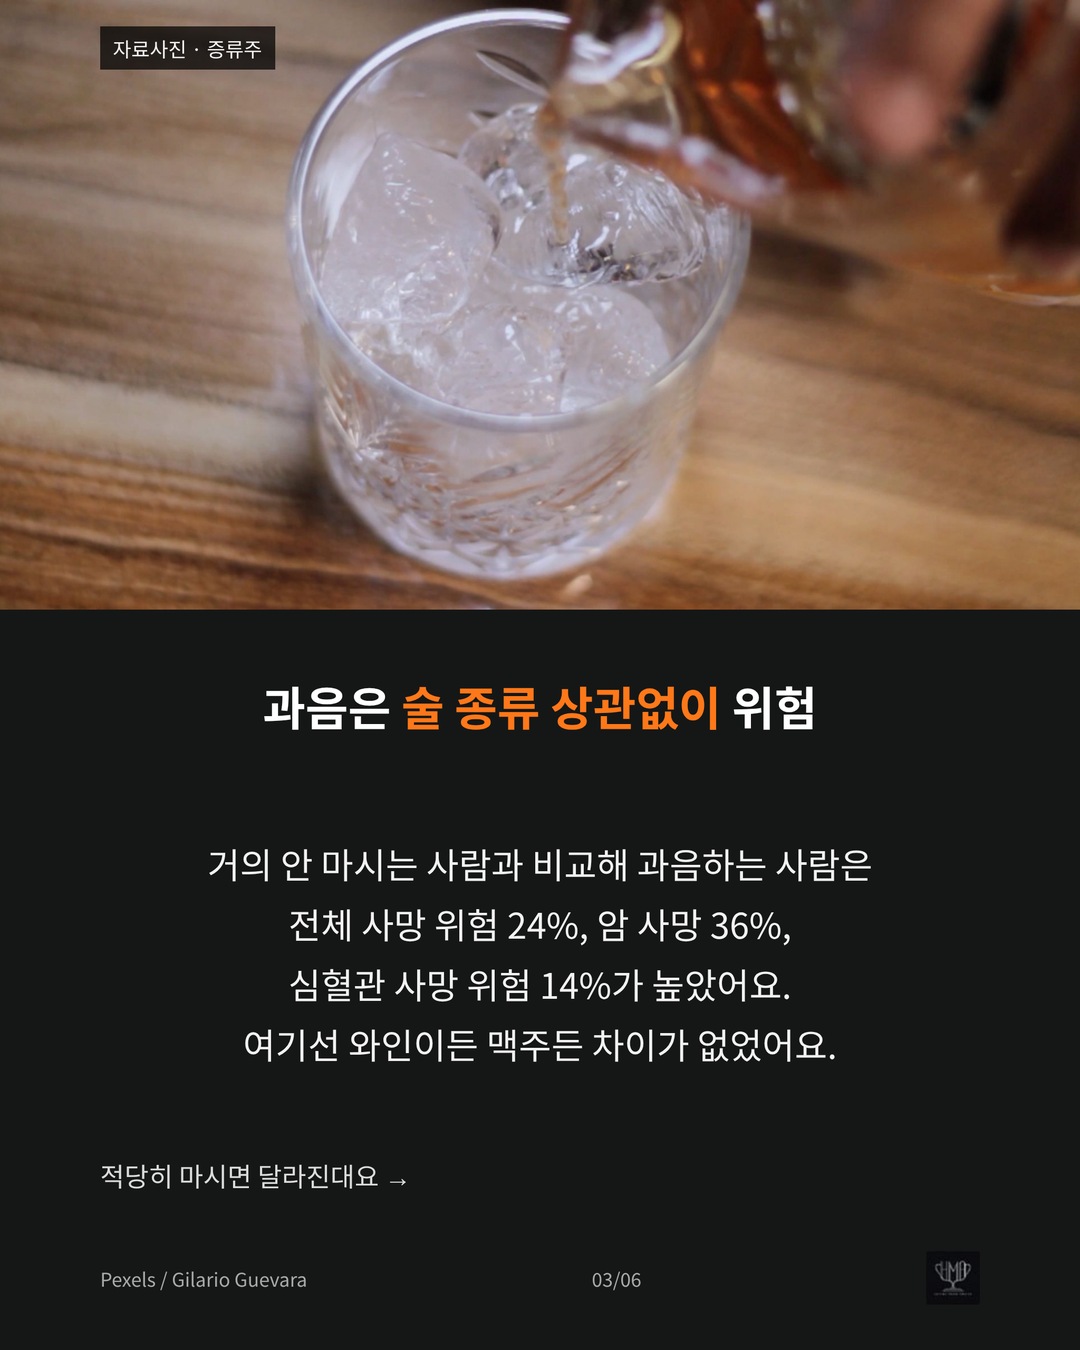 자료사진 · 증류주
과음은 술 종류 상관없이 위험
거의 안 마시는 사람과 비교해 과음하는 사람은
전체 사망 위험 24%, 암 사망 36%,
심혈관 사망 위험 14%가 높았어요.
여기선 와인이든 맥주든 차이가 없었어요.
적당히 마시면 달라진대요 →
Pexels / Gilario Guevara
03/06